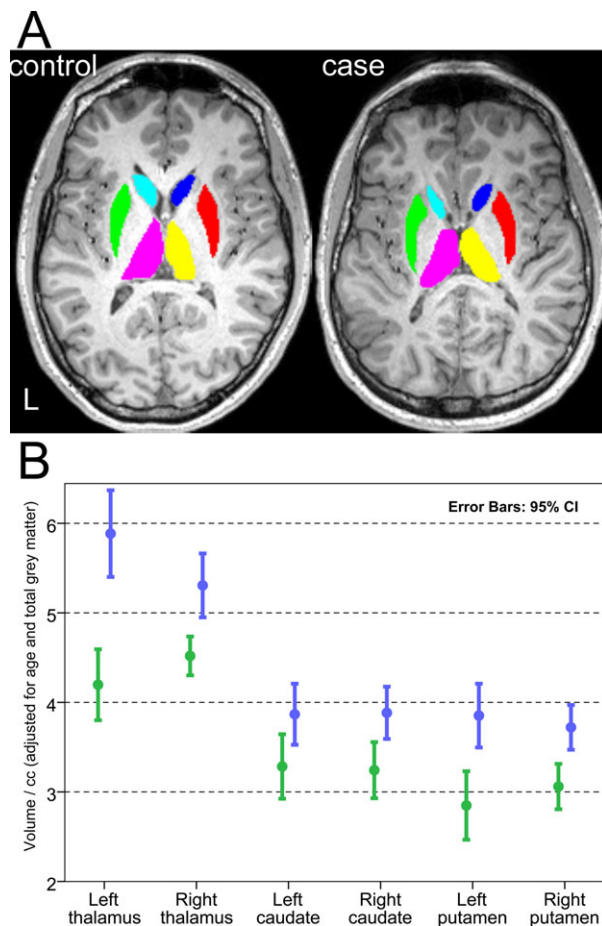 A
control
case
L
B
Volume / cc (adjusted for age and total grey matter)
Error Bars: 95% CI
6
5
4
3
2
Left thalamus
Right thalamus
Left caudate
Right caudate
Left putamen
Right putamen